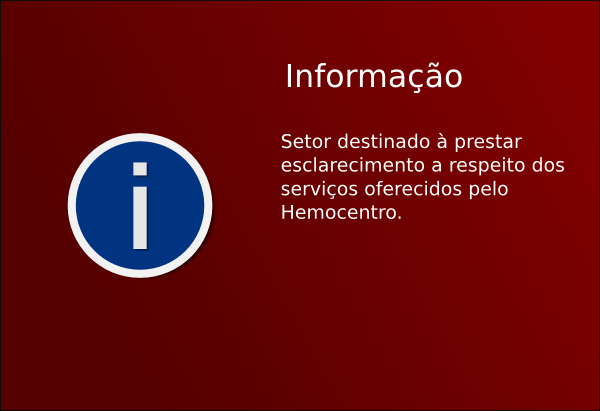 Informação
Setor destinado à prestar
esclarecimento a respeito dos
serviços oferecidos pelo
Hemocentro.
i